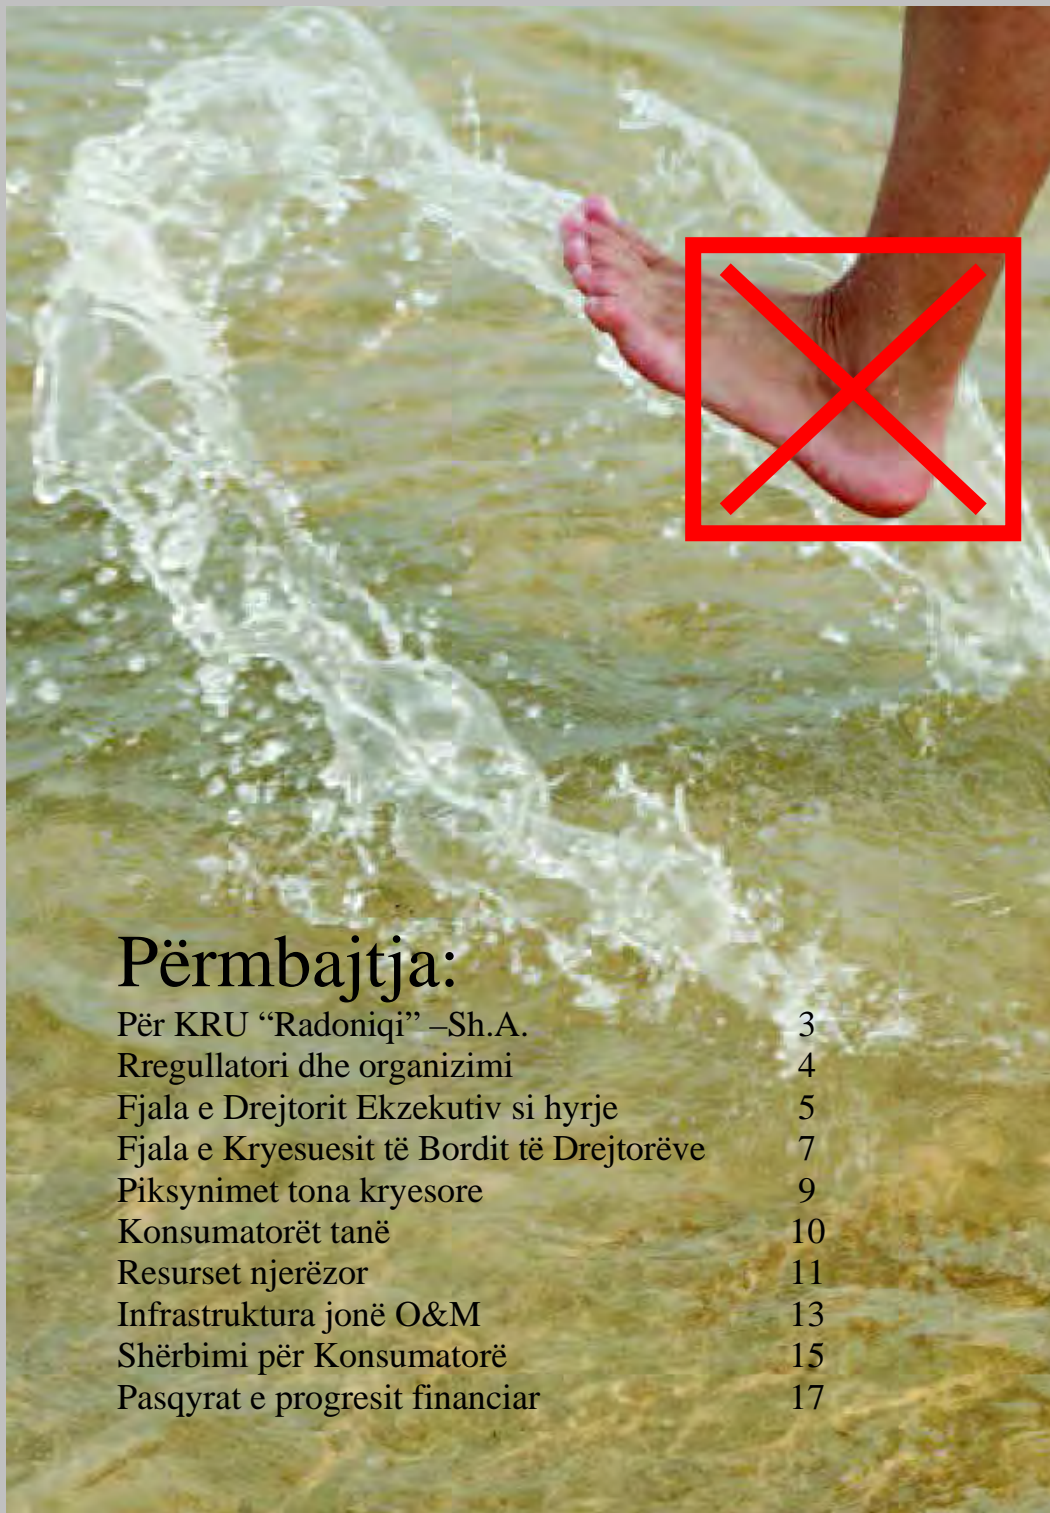 Përmbajtja:
Për KRU “Radoniqi” –Sh.A. 3
Rregullatori dhe organizimi 4
Fjala e Drejtorit Ekzekutiv si hyrje 5
Fjala e Kryesuesit të Bordit të Drejtorëve 7
Piksynimet tona kryesore 9
Konsumatorët tanë 10
Resurset njerëzor 11
Infrastruktura jonë O&M 13
Shërbimi për Konsumatorë 15
Pasqyrat e progresit financiar 17